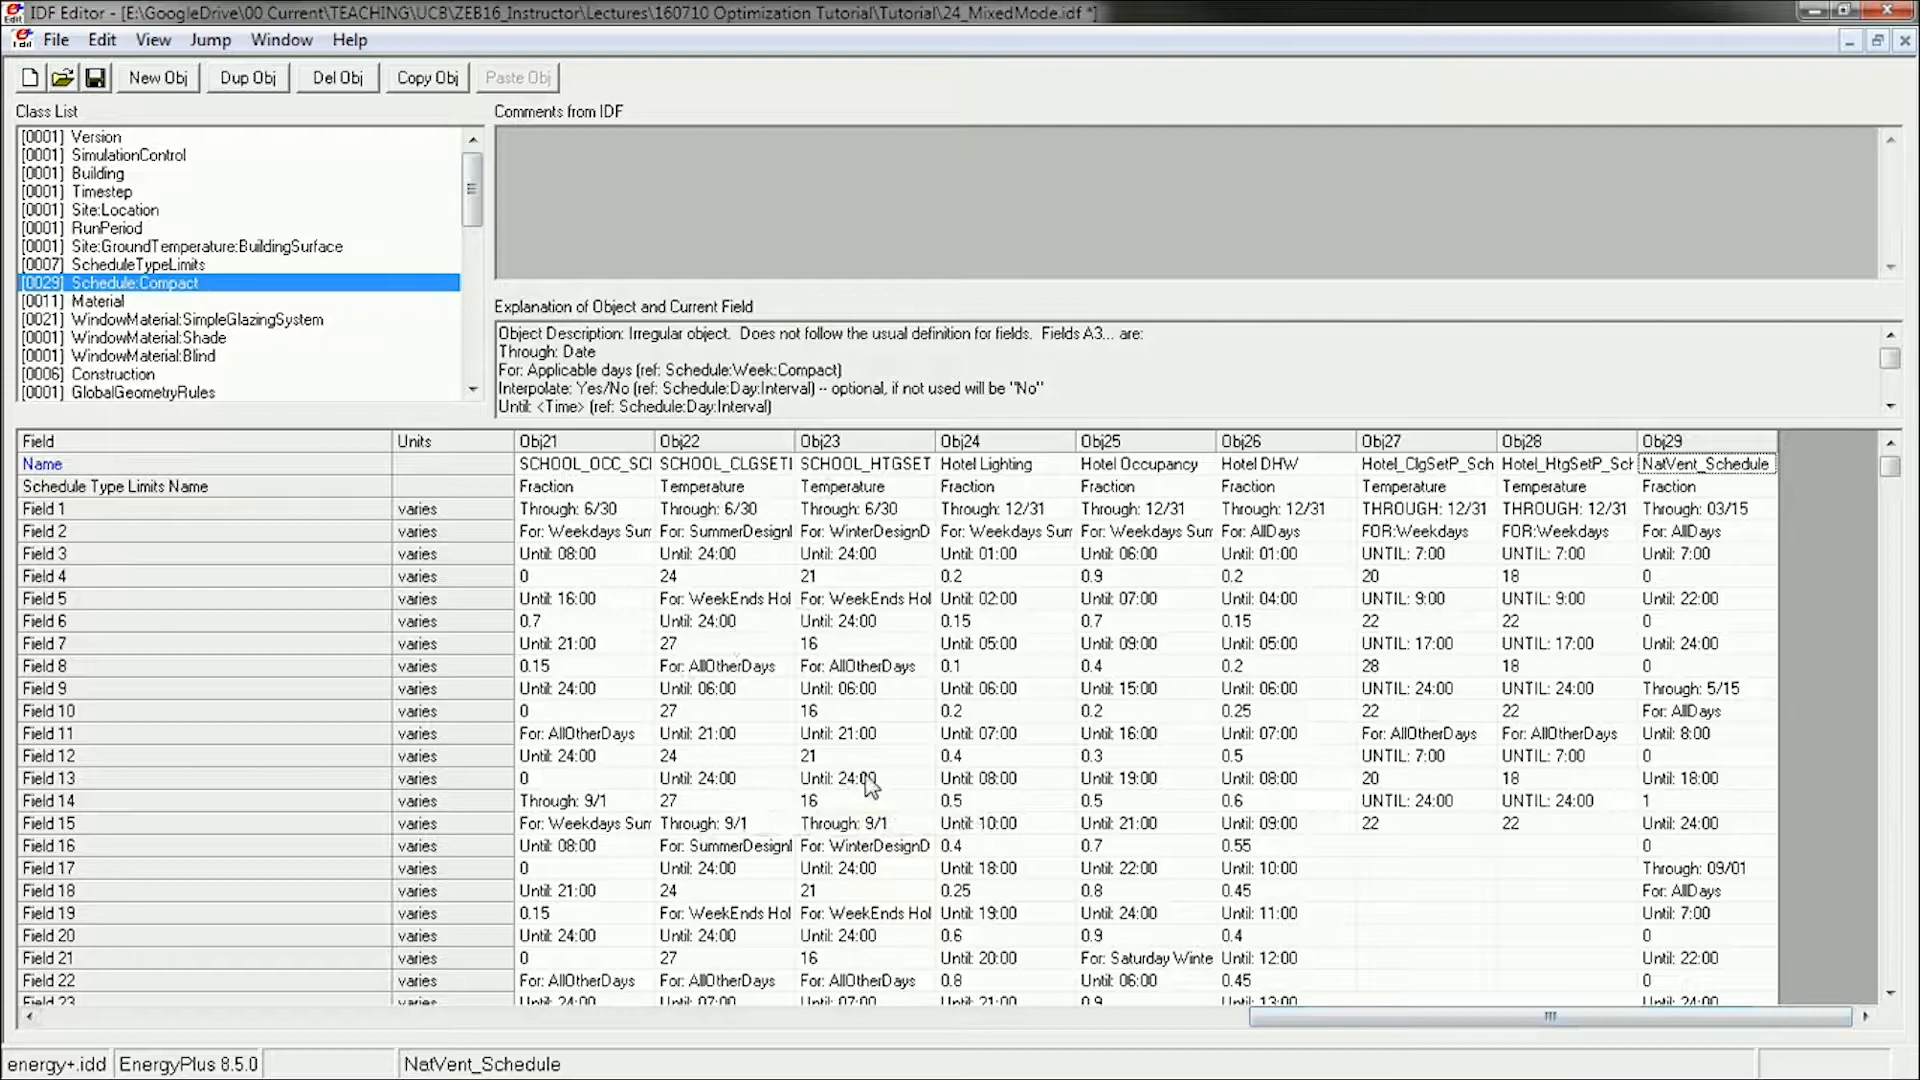 IDF Editor - [E:\GoogleDrive\00 Current\TEACHING\UCB\ZEB16_Instructor\Lectures\160710 Optimization Tutorial\Tutorial\24_MixedMode.idf *]
File Edit View Jump Window Help
New Obj Dup Obj Del Obj Copy Obj Paste Obj
Class List
[0001] Version
[0001] SimulationControl
[0001] Building
[0001] Timestep
[0001] Site:Location
[0001] RunPeriod
[0001] Site:GroundTemperature:BuildingSurface
[0007] ScheduleTypeLimits
[0029] Schedule:Compact
[0011] Material
[0021] WindowMaterial:SimpleGlazingSystem
[0001] WindowMaterial:Shade
[0001] WindowMaterial:Blind
[0006] Construction
[0001] GlobalGeometryRules
Comments from IDF
Explanation of Object and Current Field
Object Description: Irregular object. Does not follow the usual definition for fields. Fields A3... are:
Through: Date
For: Applicable days (ref: Schedule:Week:Compact)
Interpolate: Yes/No (ref: Schedule:Day:Interval) -- optional, if not used will be "No"
Until: <Time> (ref: Schedule:Day:Interval)
Field Units Obj21 Obj22 Obj23 Obj24 Obj25 Obj26 Obj27 Obj28 Obj29
Name SCHOOL_OCC_SCI SCHOOL_CLGSETI SCHOOL_HTGSET Hotel Lighting Hotel Occupancy Hotel DHW Hotel_ClgSetP_Sch Hotel_HtgSetP_Sch NatVent_Schedule
Schedule Type Limits Name Fraction Temperature Temperature Fraction Fraction Fraction Temperature Temperature Fraction
Field 1 varies Through: 6/30 Through: 6/30 Through: 6/30 Through: 12/31 Through: 12/31 Through: 12/31 THROUGH: 12/31 THROUGH: 12/31 Through: 03/15
Field 2 varies For: Weekdays Sum For: SummerDesignI For: WinterDesignD For: Weekdays Sum For: Weekdays Sum For: AllDays FOR:Weekdays FOR:Weekdays For: AllDays
Field 3 varies Until: 08:00 Until: 24:00 Until: 24:00 Until: 01:00 Until: 06:00 Until: 01:00 UNTIL: 7:00 UNTIL: 7:00 Until: 7:00
Field 4 varies 0 24 21 0.2 0.9 0.2 20 18 0
Field 5 varies Until: 16:00 For: WeekEnds Hol For: WeekEnds Hol Until: 02:00 Until: 07:00 Until: 04:00 UNTIL: 9:00 UNTIL: 9:00 Until: 22:00
Field 6 varies 0.7 Until: 24:00 Until: 24:00 0.15 0.7 0.15 22 22 0
Field 7 varies Until: 21:00 27 16 Until: 05:00 Until: 09:00 Until: 05:00 UNTIL: 17:00 UNTIL: 17:00 Until: 24:00
Field 8 varies 0.15 For: AllOtherDays For: AllOtherDays 0.1 0.4 0.2 28 18 0
Field 9 varies Until: 24:00 Until: 06:00 Until: 06:00 Until: 06:00 Until: 15:00 Until: 06:00 UNTIL: 24:00 UNTIL: 24:00 Through: 5/15
Field 10 varies 0 27 16 0.2 0.2 0.25 22 22 For: AllDays
Field 11 varies For: AllOtherDays Until: 21:00 Until: 21:00 Until: 07:00 Until: 16:00 Until: 07:00 For: AllOtherDays For: AllOtherDays Until: 8:00
Field 12 varies Until: 24:00 24 21 0.4 0.3 0.5 UNTIL: 7:00 UNTIL: 7:00 0
Field 13 varies 0 Until: 24:00 Until: 24:00 Until: 08:00 Until: 19:00 Until: 08:00 20 18 Until: 18:00
Field 14 varies Through: 9/1 27 16 0.5 0.5 0.6 UNTIL: 24:00 UNTIL: 24:00 1
Field 15 varies For: Weekdays Sum Through: 9/1 Through: 9/1 Until: 10:00 Until: 21:00 Until: 09:00 22 22 Until: 24:00
Field 16 varies Until: 08:00 For: SummerDesignI For: WinterDesignD 0.4 0.7 0.55 0
Field 17 varies 0 Until: 24:00 Until: 24:00 Until: 18:00 Until: 22:00 Until: 10:00 Through: 09/01
Field 18 varies Until: 21:00 24 21 0.25 0.8 0.45 For: AllDays
Field 19 varies 0.15 For: WeekEnds Hol For: WeekEnds Hol Until: 19:00 Until: 24:00 Until: 11:00 Until: 7:00
Field 20 varies Until: 24:00 Until: 24:00 Until: 24:00 0.6 0.9 0.4 0
Field 21 varies 0 27 16 Until: 20:00 For: Saturday Winte Until: 12:00 Until: 22:00
Field 22 varies For: AllOtherDays For: AllOtherDays For: AllOtherDays 0.8 Until: 06:00 0.45 0
Field 23 varies Until: 24:00 Until: 07:00 Until: 07:00 Until: 21:00 0.9 Until: 13:00 Until: 24:00
energy+.idd EnergyPlus 8.5.0 NatVent_Schedule